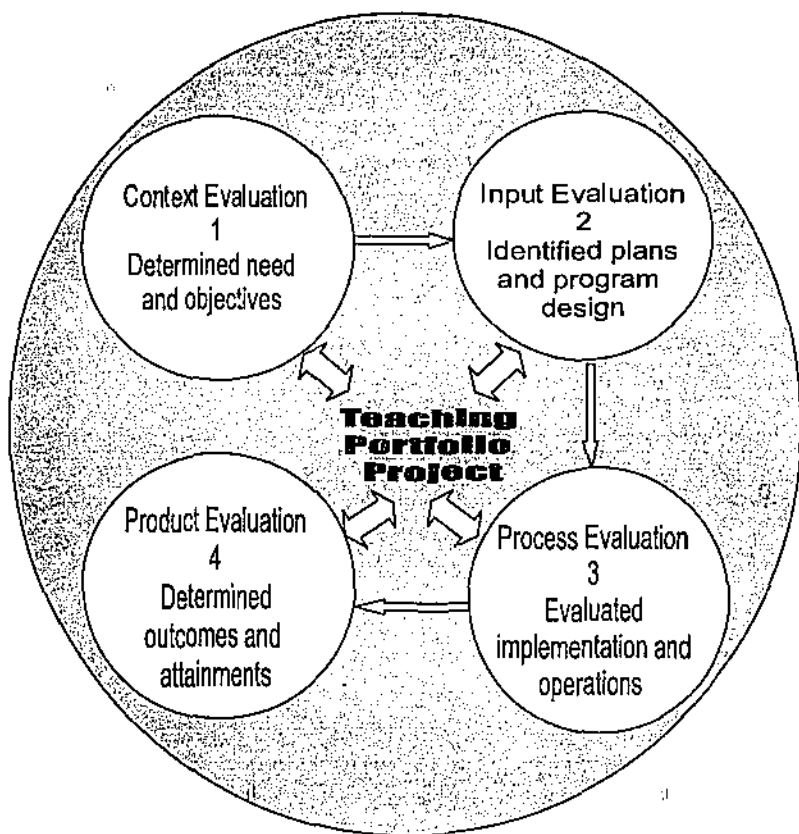 Context Evaluation
1
Determined need
and objectives
Input Evaluation
2
Identified plans
and program
design
Teaching
Portfolio
Project
Product Evaluation
4
Determined
outcomes and
attainments
Process Evaluation
3
Evaluated
implementation and
operations